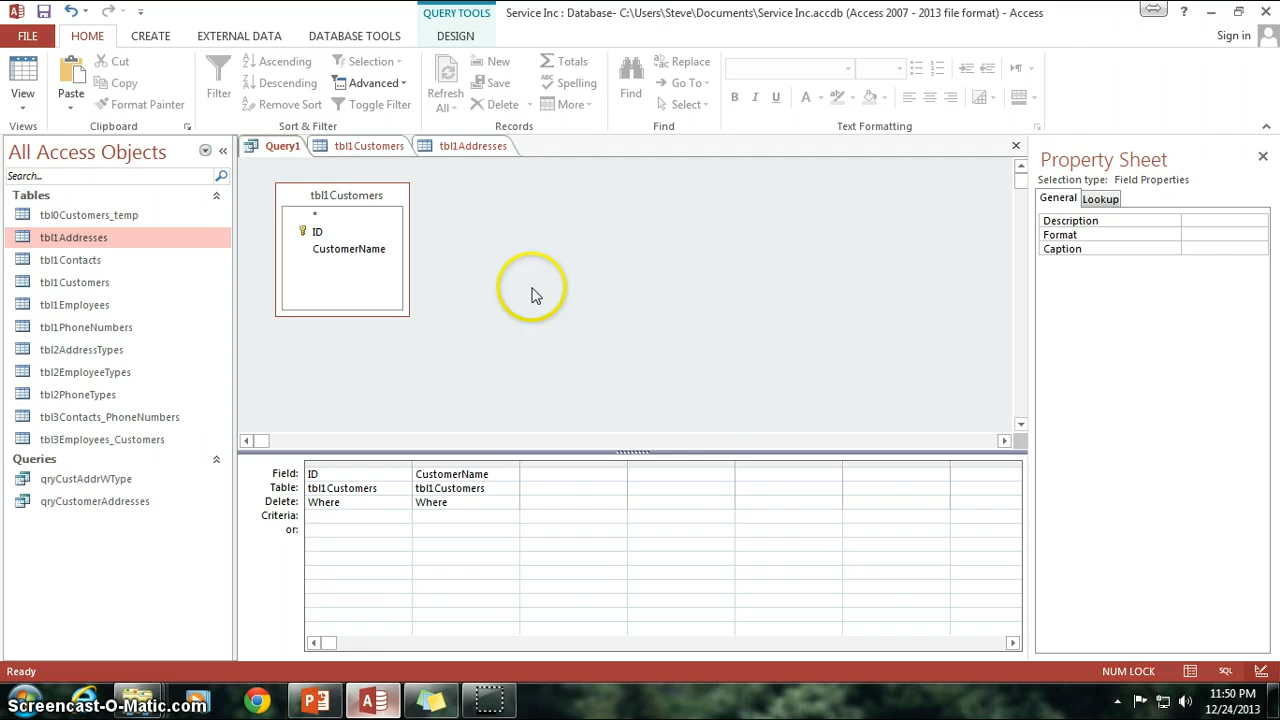 QUERY TOOLS
Service Inc : Database- C:\Users\Steve\Documents\Service Inc.accdb (Access 2007 - 2013 file format) - Access
FILE
HOME
CREATE
EXTERNAL DATA
DATABASE TOOLS
DESIGN
Sign in
View
Views
Paste
Cut
Copy
Format Painter
Clipboard
Filter
Ascending
Descending
Remove Sort
Selection
Advanced
Toggle Filter
Sort & Filter
Refresh
All
New
Save
Delete
Totals
Spelling
More
Records
Find
Replace
Go To
Select
Find
B I U A
Text Formatting
All Access Objects
Search...
Tables
tbl0Customers_temp
tbl1Addresses
tbl1Contacts
tbl1Customers
tbl1Employees
tbl1PhoneNumbers
tbl2AddressTypes
tbl2EmployeeTypes
tbl2PhoneTypes
tbl3Contacts_PhoneNumbers
tbl3Employees_Customers
Queries
qryCustAddrWType
qryCustomerAddresses
Query1
tbl1Customers
tbl1Addresses
tbl1Customers
*
ID
CustomerName
Field: ID CustomerName
Table: tbl1Customers tbl1Customers
Delete: Where Where
Criteria:
or:
Property Sheet
Selection type: Field Properties
General
Lookup
Description
Format
Caption
Ready
NUM LOCK
SQL
Screencast-O-Matic.com
11:50 PM
12/24/2013